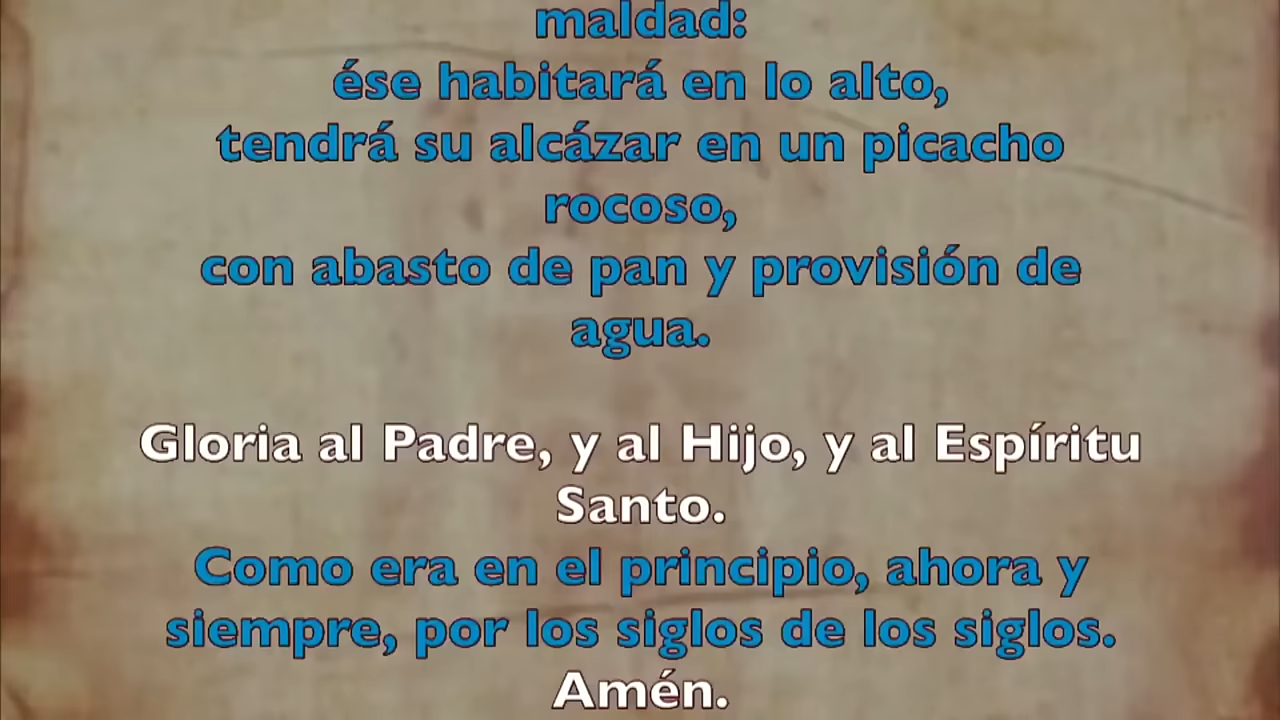 maldad:
ése habitará en lo alto,
tendrá su alcázar en un picacho
rocoso,
con abasto de pan y provisión de
agua.
Gloria al Padre, y al Hijo, y al Espíritu
Santo.
Como era en el principio, ahora y
siempre, por los siglos de los siglos.
Amén.